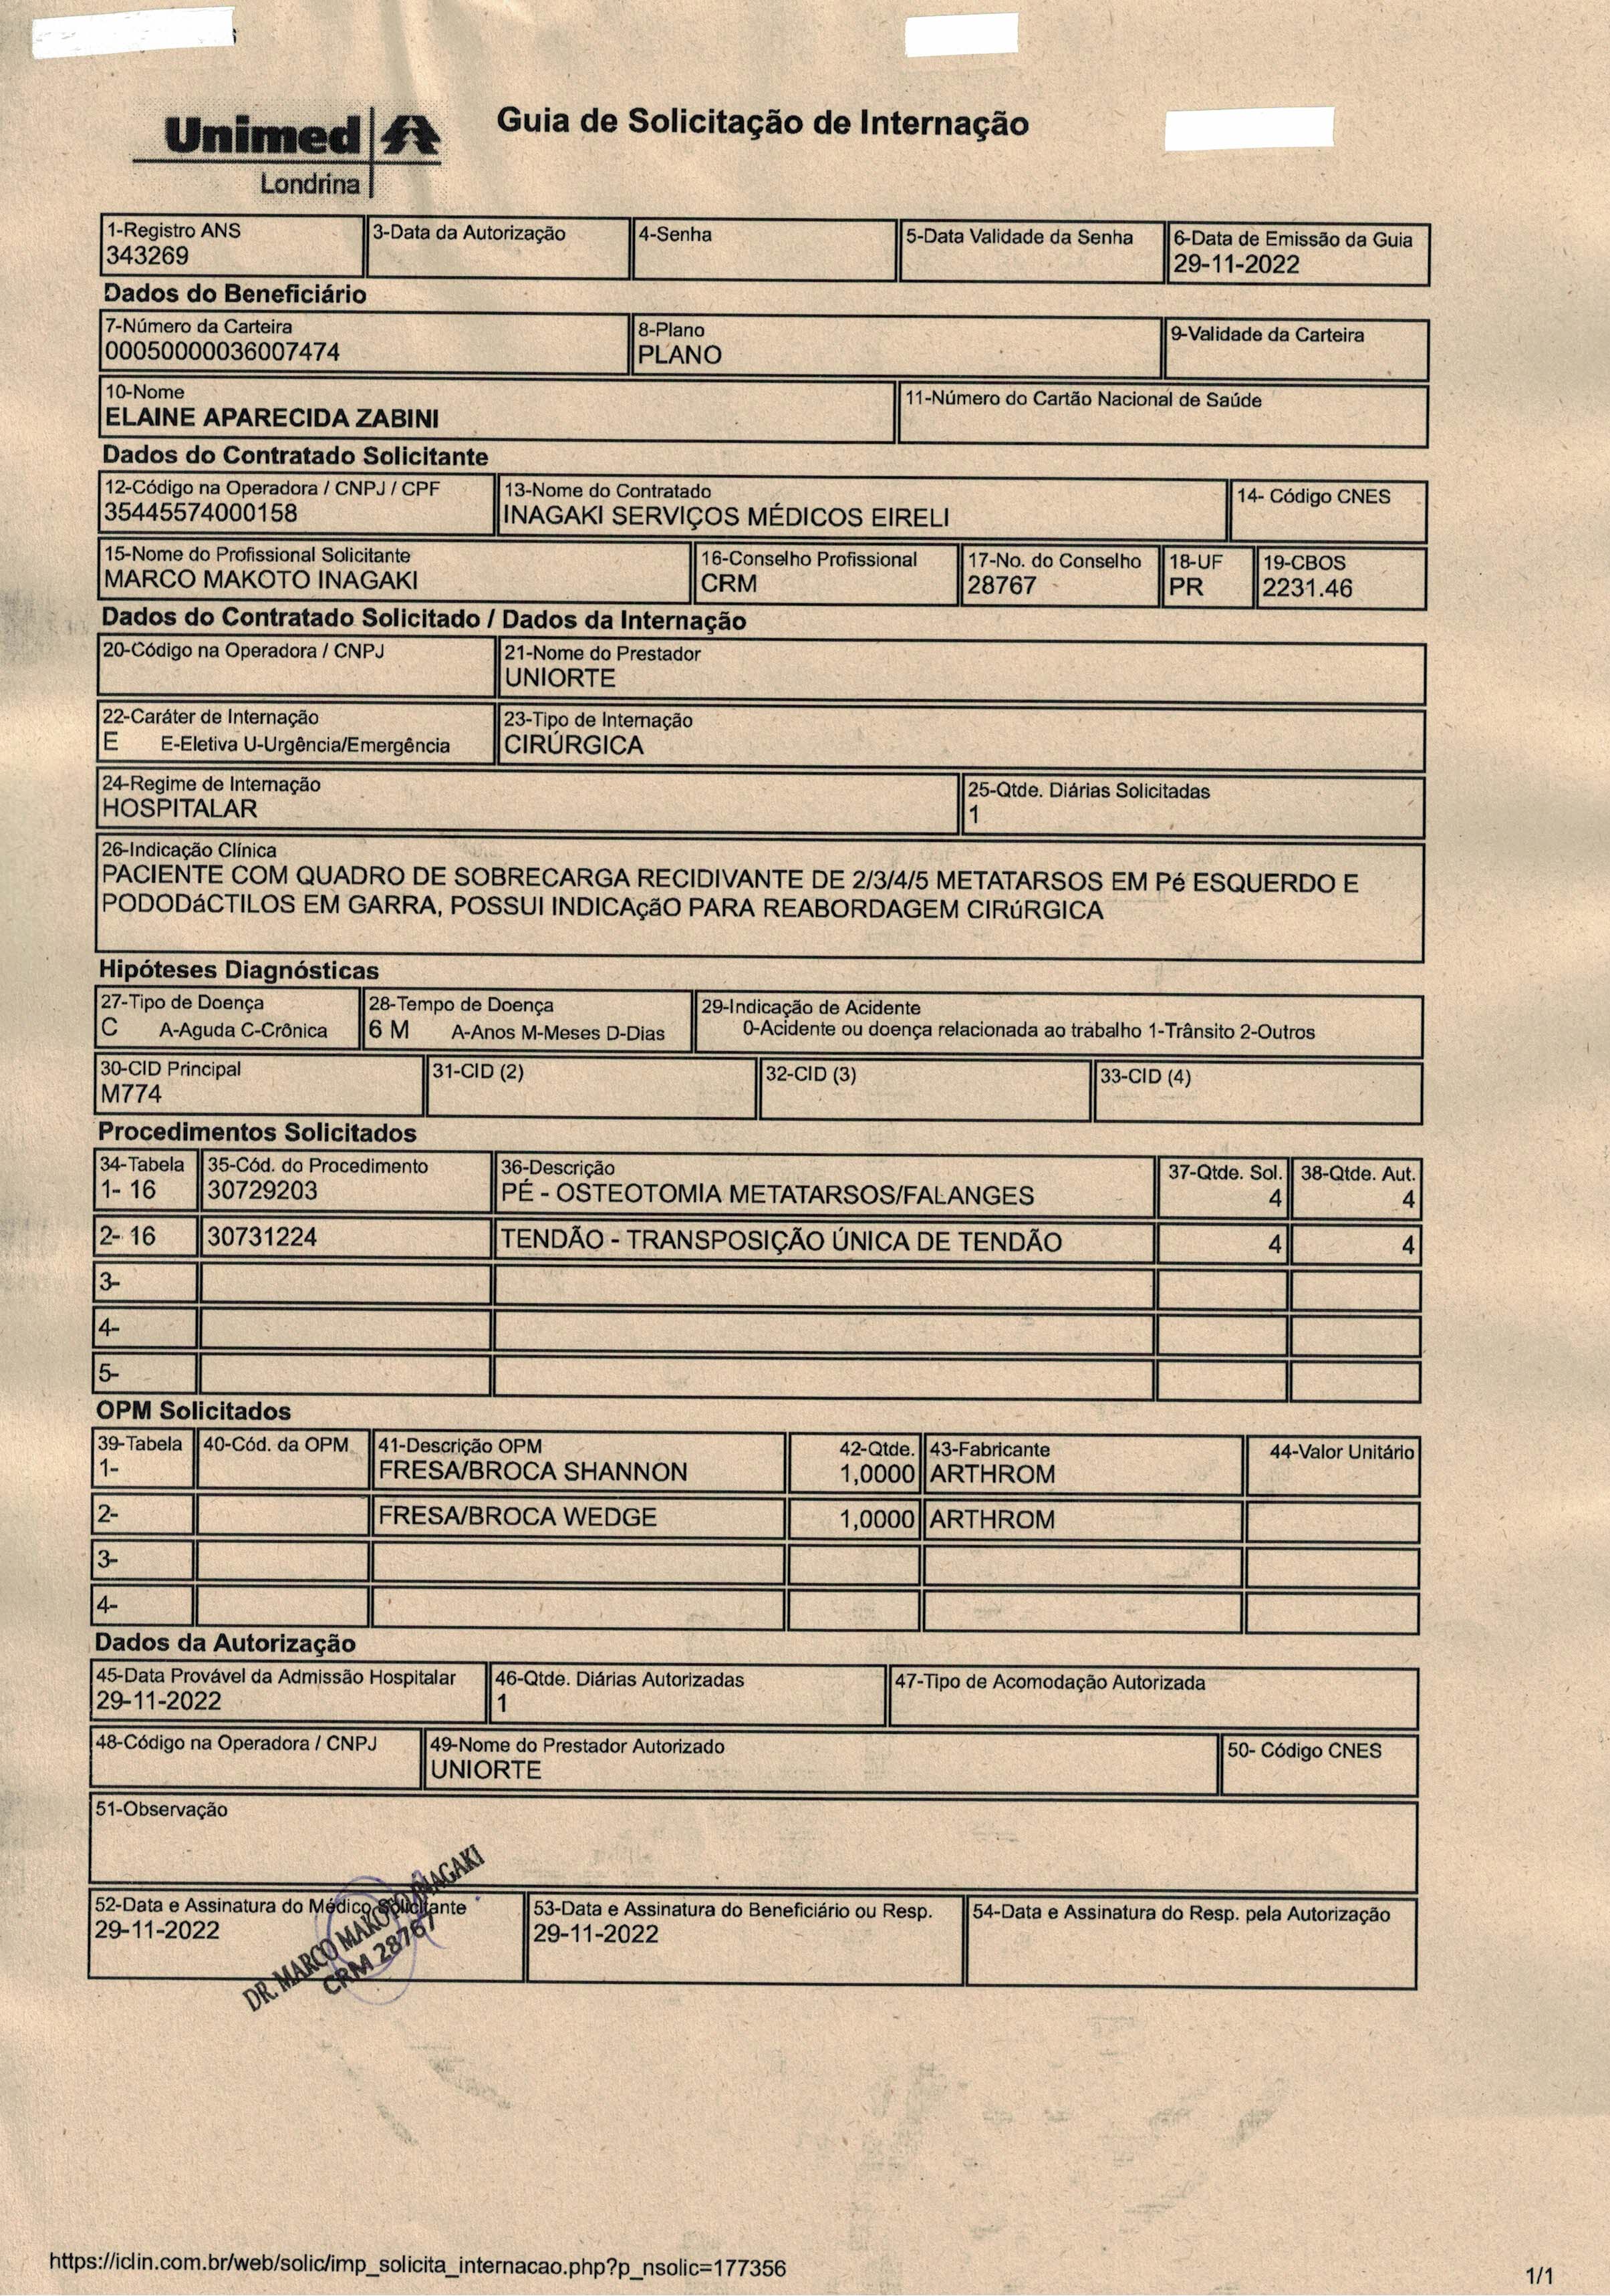 Unimed
Londrina
Guia de Solicitação de Internação
1-Registro ANS 3-Data da Autorização 4-Senha 5-Data Validade da Senha 6-Data de Emissão da Guia
343269 29-11-2022
Dados do Beneficiário
7-Número da Carteira 8-Plano 9-Validade da Carteira
00050000036007474 PLANO
10-Nome 11-Número do Cartão Nacional de Saúde
ELAINE APARECIDA ZABINI
Dados do Contratado Solicitante
12-Código na Operadora / CNPJ / CPF 13-Nome do Contratado 14- Código CNES
35445574000158 INAGAKI SERVIÇOS MÉDICOS EIRELI
15-Nome do Profissional Solicitante 16-Conselho Profissional 17-No. do Conselho 18-UF 19-CBOS
MARCO MAKOTO INAGAKI CRM 28767 PR 2231.46
Dados do Contratado Solicitado / Dados da Internação
20-Código na Operadora / CNPJ 21-Nome do Prestador
UNIORTE
22-Caráter de Internação 23-Tipo de Internação
E E-Eletiva U-Urgência/Emergência CIRÚRGICA
24-Regime de Internação 25-Qtde. Diárias Solicitadas
HOSPITALAR 1
26-Indicação Clínica
PACIENTE COM QUADRO DE SOBRECARGA RECIDIVANTE DE 2/3/4/5 METATARSOS EM Pé ESQUERDO E
PODODáCTILOS EM GARRA, POSSUI INDICAçãO PARA REABORDAGEM CIRúRGICA
Hipóteses Diagnósticas
27-Tipo de Doença 28-Tempo de Doença 29-Indicação de Acidente
C A-Aguda C-Crônica 6 M A-Anos M-Meses D-Dias 0-Acidente ou doença relacionada ao trabalho 1-Trânsito 2-Outros
30-CID Principal 31-CID (2) 32-CID (3) 33-CID (4)
M774
Procedimentos Solicitados
34-Tabela 35-Cód. do Procedimento 36-Descrição 37-Qtde. Sol. 38-Qtde. Aut.
1- 16 30729203 PÉ - OSTEOTOMIA METATARSOS/FALANGES 4 4
2- 16 30731224 TENDÃO - TRANSPOSIÇÃO ÚNICA DE TENDÃO 4 4
3-
4-
5-
OPM Solicitados
39-Tabela 40-Cód. da OPM 41-Descrição OPM 42-Qtde. 43-Fabricante 44-Valor Unitário
1- FRESA/BROCA SHANNON 1,0000 ARTHROM
2- FRESA/BROCA WEDGE 1,0000 ARTHROM
3-
4-
Dados da Autorização
45-Data Provável da Admissão Hospitalar 46-Qtde. Diárias Autorizadas 47-Tipo de Acomodação Autorizada
29-11-2022 1
48-Código na Operadora / CNPJ 49-Nome do Prestador Autorizado 50- Código CNES
UNIORTE
51-Observação
52-Data e Assinatura do Médico Solicitante 53-Data e Assinatura do Beneficiário ou Resp. 54-Data e Assinatura do Resp. pela Autorização
29-11-2022 29-11-2022
DR. MARCO MAKOTO INAGAKI
CRM 28767
https://iclin.com.br/web/solic/imp_solicita_internacao.php?p_nsolic=177356
1/1